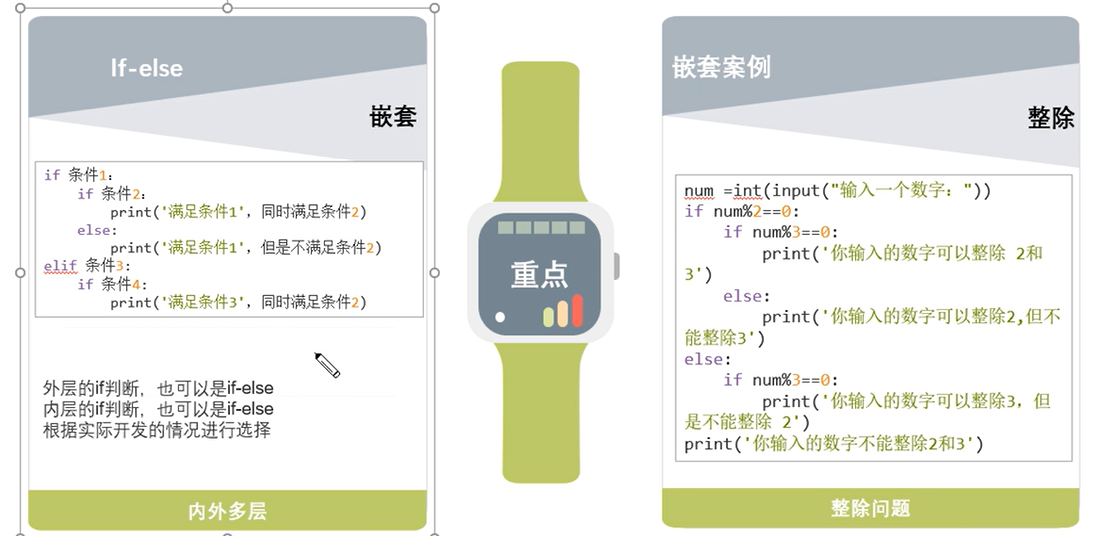 If-else
嵌套
if 条件1:
    if 条件2:
        print('满足条件1', 同时满足条件2)
    else:
        print('满足条件1', 但是不满足条件2)
elif 条件3:
    if 条件4:
        print('满足条件3', 同时满足条件2)
外层的if判断，也可以是if-else
内层的if判断，也可以是if-else
根据实际开发的情况进行选择
内外多层
重点
嵌套案例
整除
num =int(input("输入一个数字: "))
if num%2==0:
    if num%3==0:
        print('你输入的数字可以整除 2和
3')
    else:
        print('你输入的数字可以整除2,但不
能整除3')
else:
    if num%3==0:
        print('你输入的数字可以整除3, 但
是不能整除 2')
print('你输入的数字不能整除2和3')
整除问题